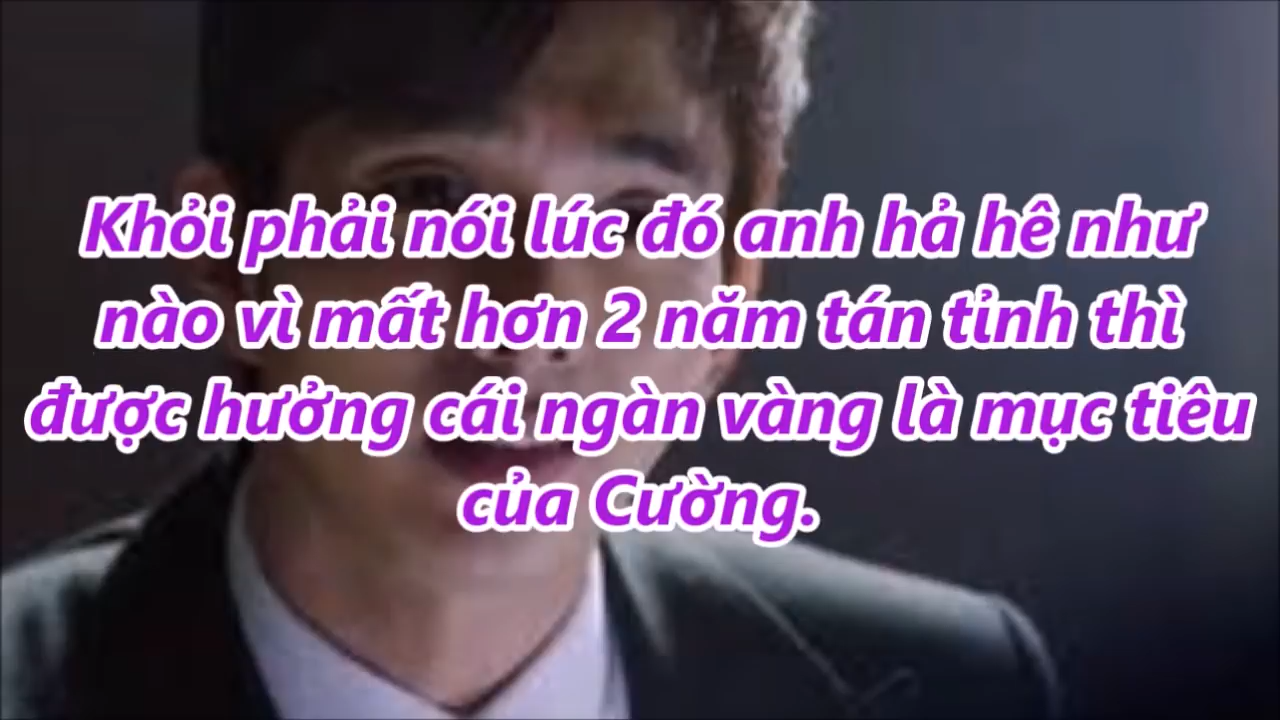 Khỏi phải nói lúc đó anh hả hê như
nào vì mất hơn 2 năm tán tỉnh thì
được hưởng cái ngàn vàng là mục tiêu
của Cường.